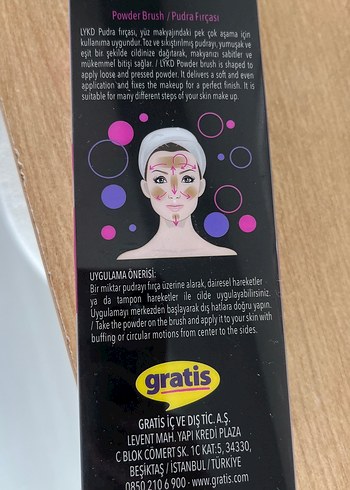 Powder Brush / Pudra Fırçası
LYKD Pudra fırçası, yüz makyajındaki pek çok aşama için
kullanıma uygundur. Toz ve sıkıştırılmış pudrayı, yumuşak ve
eşit bir şekilde cildinize dağıtarak, makyanızı sabitler ve
mükemmel bitişi sağlar. / LYKD Powder brush is shaped to
apply loose and pressed powder. It delivers a soft and even
application and fixes the makeup for a perfect finish. It is
suitable for many different steps of your skin make up.
UYGULAMA ÖNERİSİ:
Bir miktar pudrayı fırça üzerine alarak, dairesel hareketler
ya da tampon hareketler ile cilde uygulayabilirsiniz.
Uygulamayı merkezden başlayarak dış hatlara doğru yapın.
/ Take the powder on the brush and apply it to your skin with
buffing or circular motions from center to the sides.
gratis
GRATİS İÇ VE DIŞ TİC. A.Ş.
LEVENT MAH. YAPI KREDİ PLAZA
C BLOK CÖMERT SK. 1C KAT:5, 34330,
BEŞİKTAŞ / İSTANBUL / TÜRKİYE
0850 210 6 900 - www.gratis.com